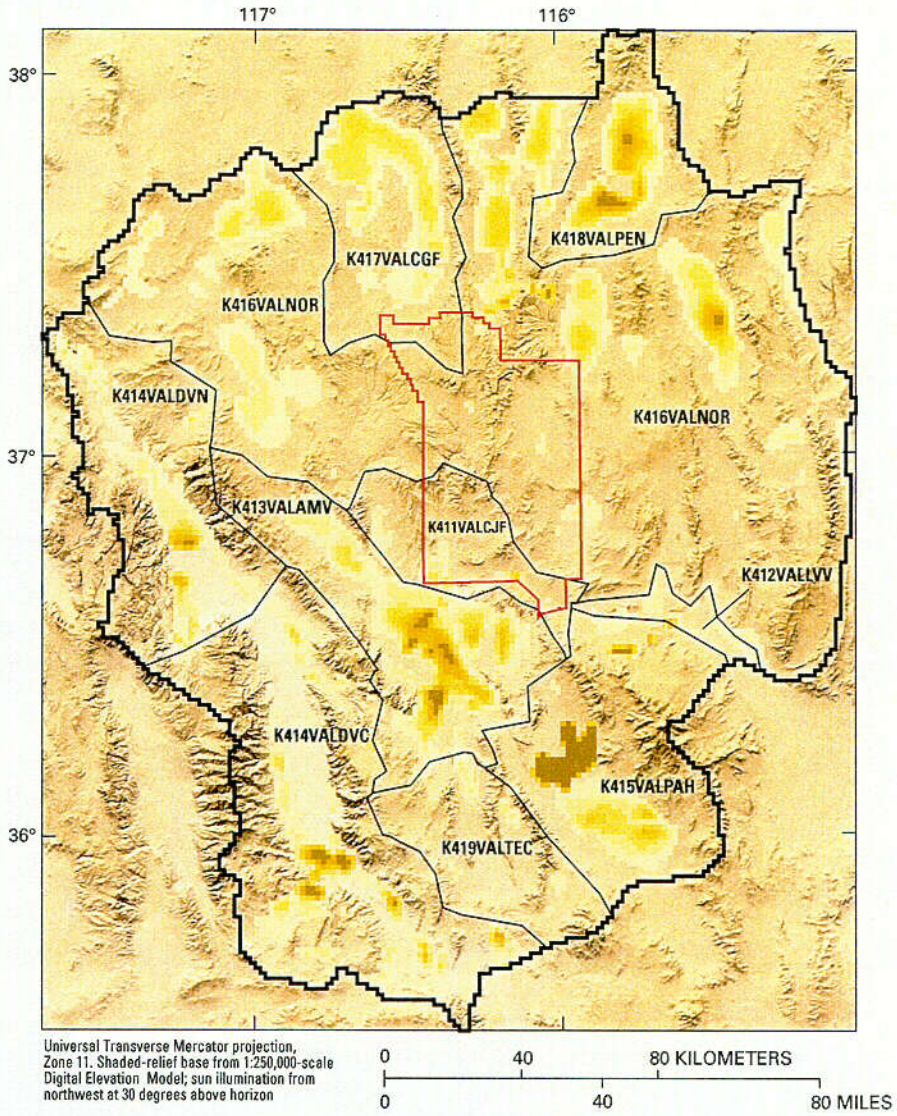 117°
116°
38°
K418VALPEN
K417VALCGF
K416VALNOR
K414VALDVN
K416VALNOR
37°
K413VALAMV
K411VALCJF
K412VALLVV
K414VALDVC
K415VALPAH
36°
K419VALTEC
Universal Transverse Mercator projection,
Zone 11. Shaded-relief base from 1:250,000-scale
Digital Elevation Model; sun illumination from
northwest at 30 degrees above horizon
0 40 80 KILOMETERS
0 40 80 MILES